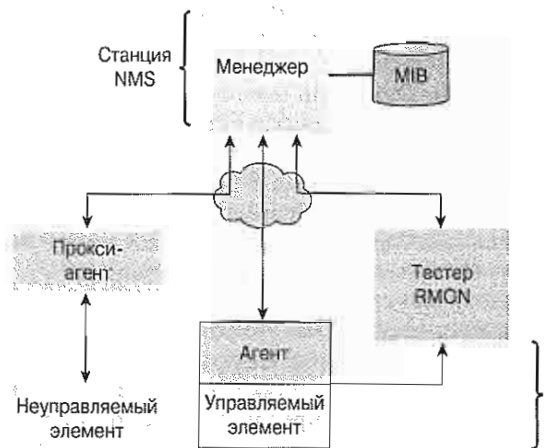 Станция
NMS
Менеджер
MIB
Прокси-
агент
Тестер
RMON
Агент
Управляемый
элемент
Неуправляемый
элемент